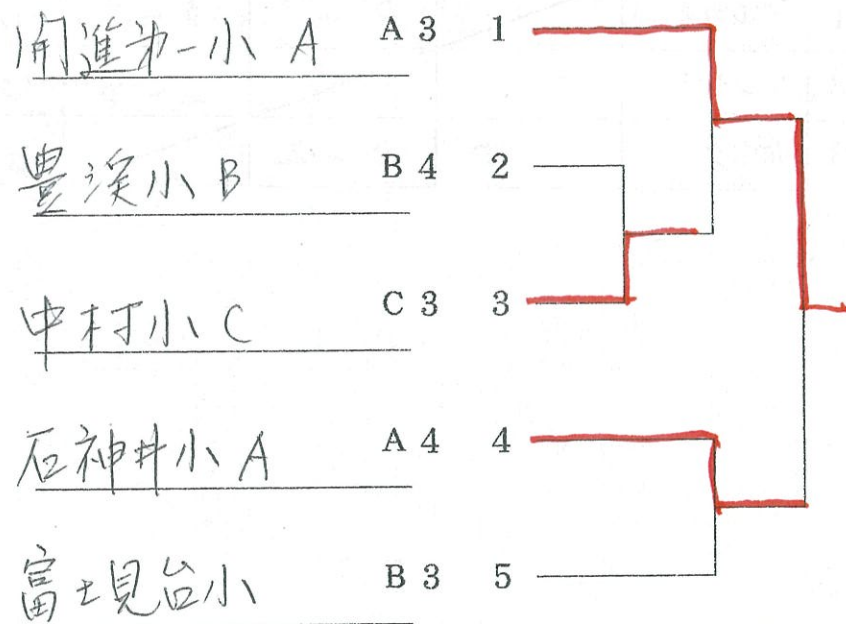 開進第一小 A A 3 1
豊渓小 B B 4 2
中村小 C C 3 3
石神井小 A A 4 4
富士見台小 B 3 5